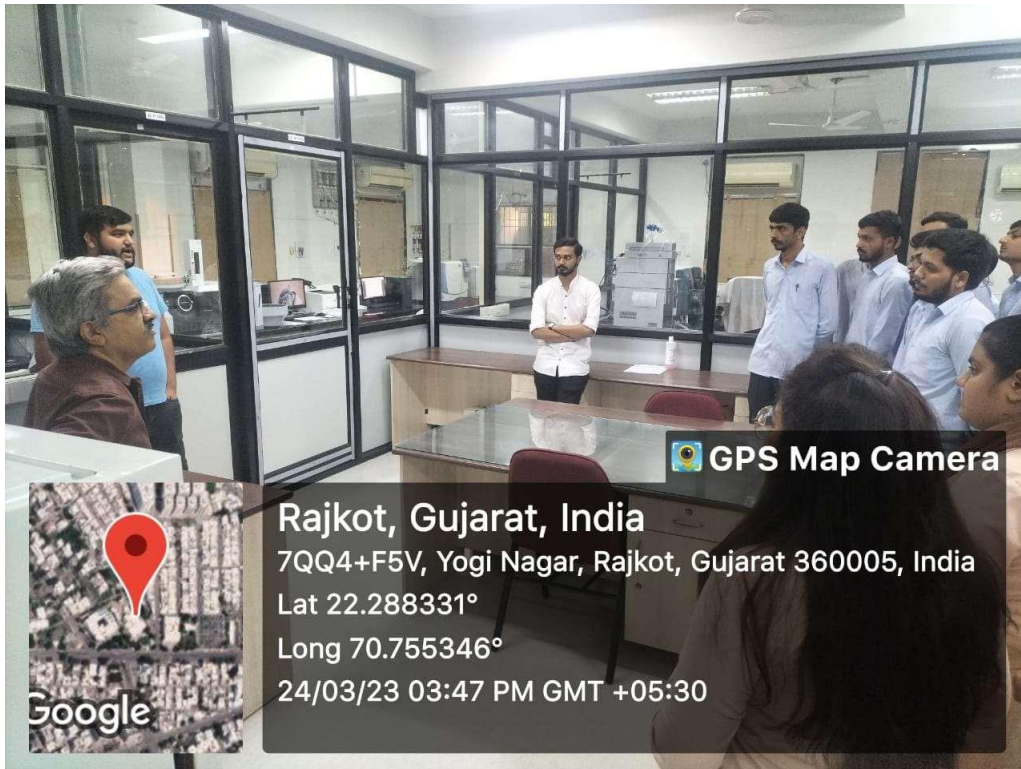 GPS Map Camera
Rajkot, Gujarat, India
7QQ4+F5V, Yogi Nagar, Rajkot, Gujarat 360005, India
Lat 22.288331°
Long 70.755346°
24/03/23 03:47 PM GMT +05:30
Google